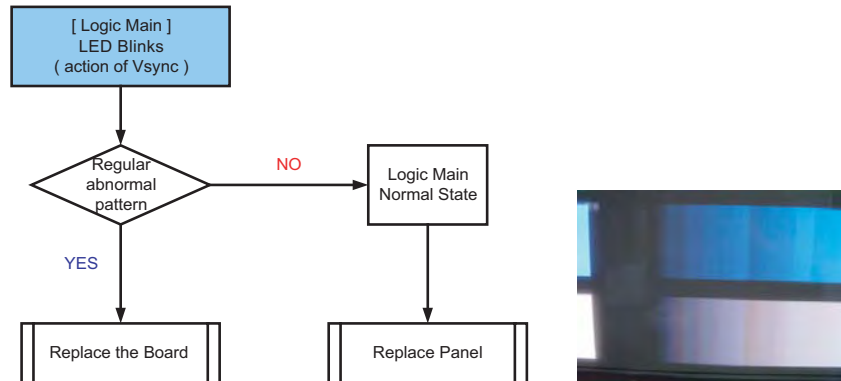 [ Logic Main ]
LED Blinks
( action of Vsync )
Regular
abnormal
pattern
NO
Logic Main
Normal State
YES
Replace the Board
Replace Panel